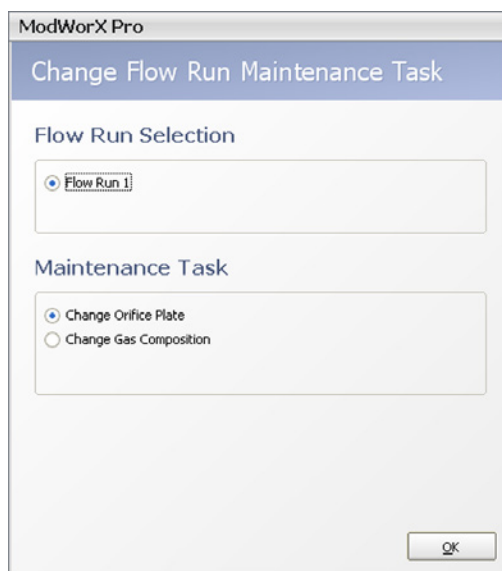 ModWorX Pro
Change Flow Run Maintenance Task
Flow Run Selection
Flow Run 1
Maintenance Task
Change Orifice Plate
Change Gas Composition
OK